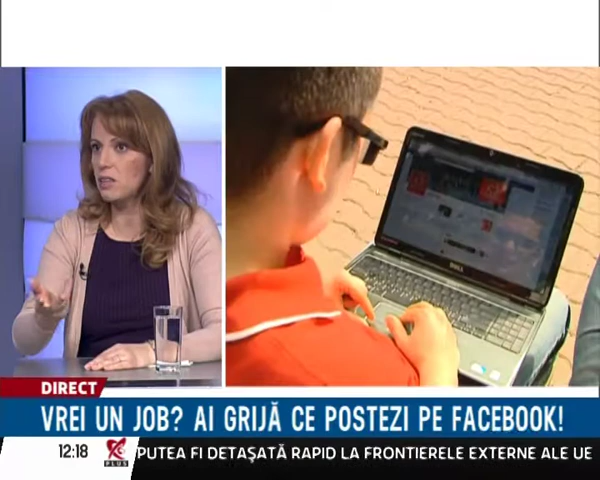 DELL
DIRECT
VREI UN JOB? AI GRIJĂ CE POSTEZI PE FACEBOOK!
12:18 PLUS PUTEA FI DETAȘATĂ RAPID LA FRONTIERELE EXTERNE ALE UE